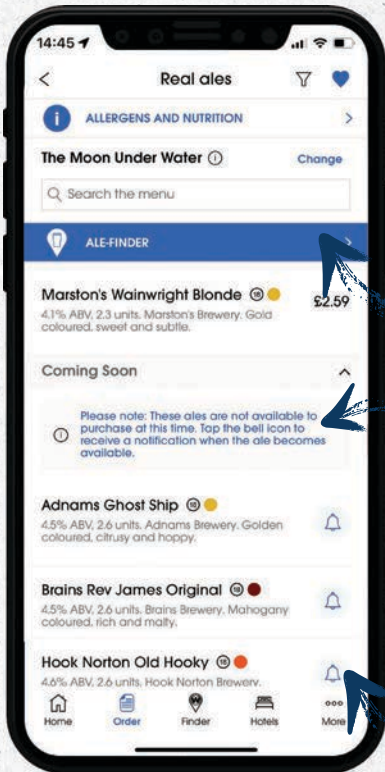 14:45
Real ales
i ALLERGENS AND NUTRITION
The Moon Under Water i Change
Search the menu
ALE-FINDER
Marston's Wainwright Blonde 18 £2.59
4.1% ABV, 2.3 units. Marston's Brewery. Gold
coloured, sweet and subtle.
Coming Soon
Please note: These ales are not available to
purchase at this time. Tap the bell icon to
receive a notification when the ale becomes
available.
Adnams Ghost Ship 18
4.5% ABV, 2.6 units. Adnams Brewery. Golden
coloured, citrusy and hoppy.
Brains Rev James Original 18
4.5% ABV, 2.6 units. Brains Brewery. Mahogany
coloured, rich and malty.
Hook Norton Old Hooky 18
4.6% ABV, 2.6 units. Hook Norton Brewery.
Home Order Finder Hotels More